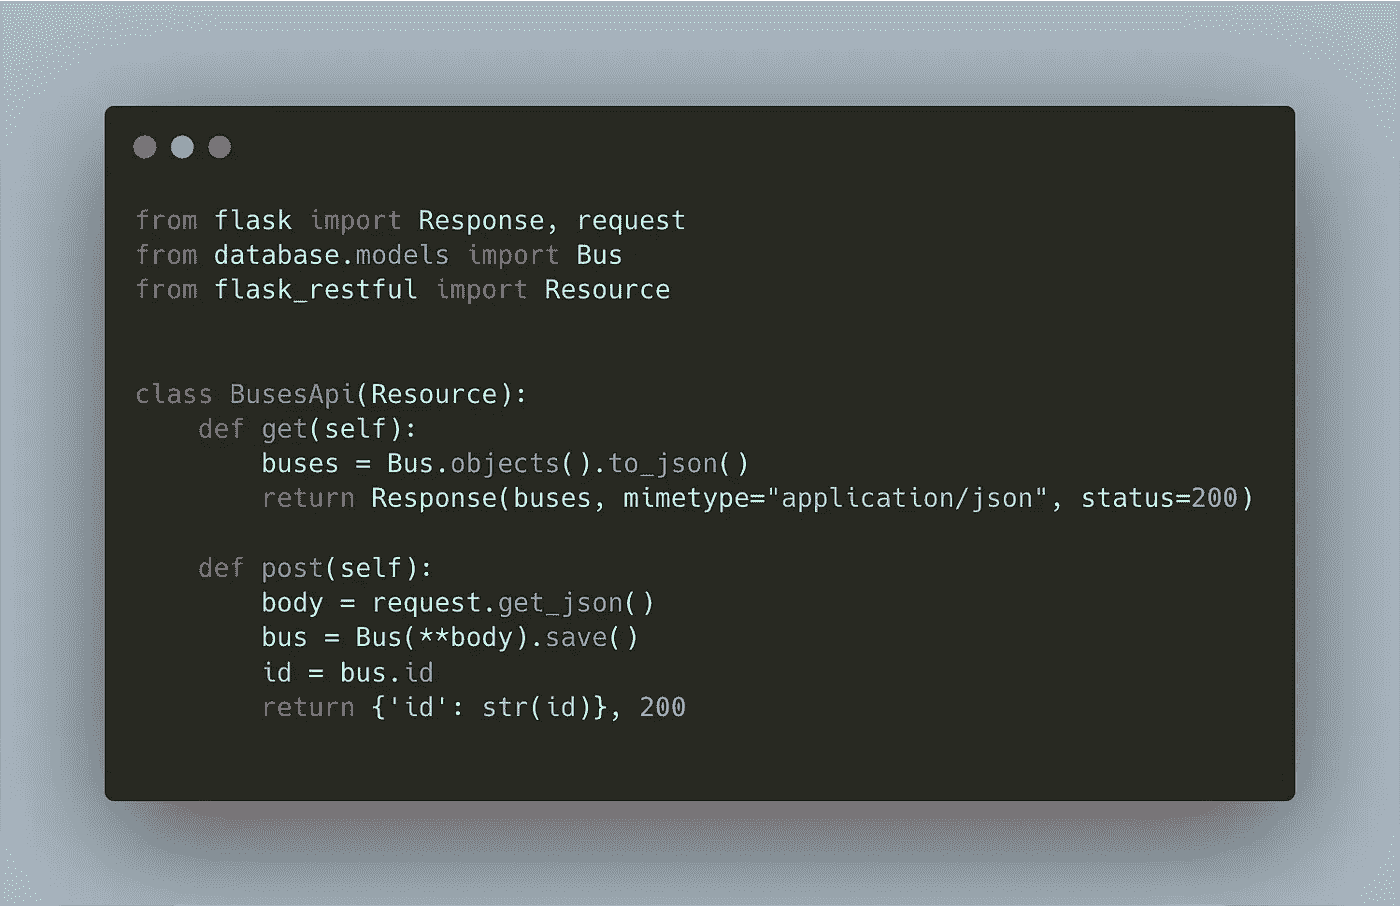 from flask import Response, request
from database.models import Bus
from flask_restful import Resource
class BusesApi(Resource):
    def get(self):
        buses = Bus.objects().to_json()
        return Response(buses, mimetype="application/json", status=200)
    def post(self):
        body = request.get_json()
        bus = Bus(**body).save()
        id = bus.id
        return {'id': str(id)}, 200